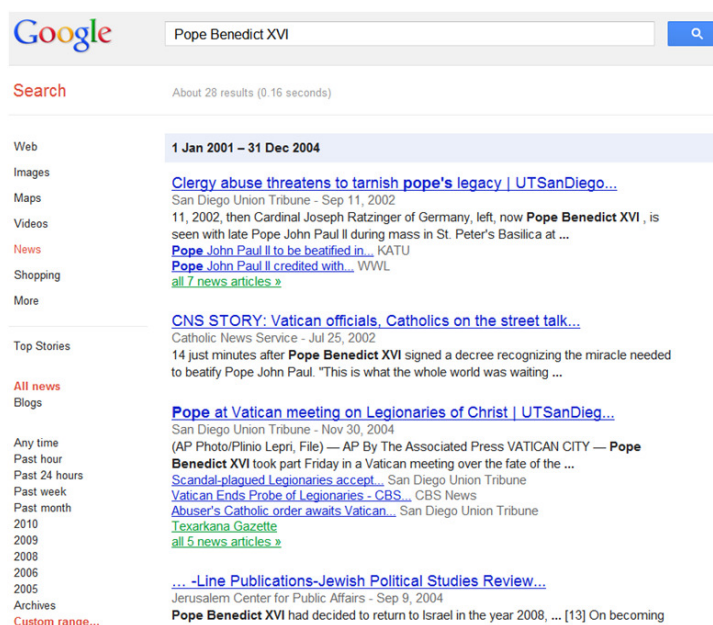 Google
Pope Benedict XVI
Search
About 28 results (0.16 seconds)
Web
Images
Maps
Videos
News
Shopping
More
Top Stories
All news
Blogs
Any time
Past hour
Past 24 hours
Past week
Past month
2010
2009
2008
2006
2005
Archives
Custom range...
1 Jan 2001 – 31 Dec 2004
Clergy abuse threatens to tarnish pope's legacy | UTSanDiego...
San Diego Union Tribune - Sep 11, 2002
11, 2002, then Cardinal Joseph Ratzinger of Germany, left, now Pope Benedict XVI , is
seen with late Pope John Paul II during mass in St. Peter's Basilica at ...
Pope John Paul II to be beatified in... KATU
Pope John Paul II credited with... WWL
all 7 news articles »
CNS STORY: Vatican officials, Catholics on the street talk...
Catholic News Service - Jul 25, 2002
14 just minutes after Pope Benedict XVI signed a decree recognizing the miracle needed
to beatify Pope John Paul. "This is what the whole world was waiting ...
Pope at Vatican meeting on Legionaries of Christ | UTSanDieg...
San Diego Union Tribune - Nov 30, 2004
(AP Photo/Plinio Lepri, File) — AP By The Associated Press VATICAN CITY — Pope
Benedict XVI took part Friday in a Vatican meeting over the fate of the ...
Scandal-plagued Legionaries accept... San Diego Union Tribune
Vatican Ends Probe of Legionaries - CBS... CBS News
Abuser's Catholic order awaits Vatican... San Diego Union Tribune
Texarkana Gazette
all 5 news articles »
... -Line Publications-Jewish Political Studies Review...
Jerusalem Center for Public Affairs - Sep 9, 2004
Pope Benedict XVI had decided to return to Israel in the year 2008, ... [13] On becoming